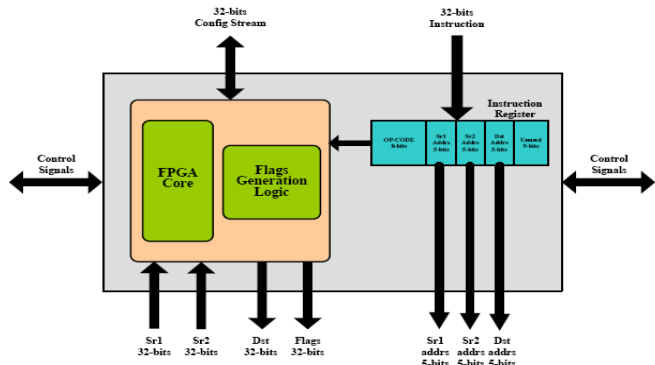 32-bits
Config Stream
32-bits
Instruction
Instruction
Register
OP-CODE
8-bits
Sr1
Addrs
5-bits
Sr2
Addrs
5-bits
Dst
Addrs
5-bits
Unused
5-bits
FPGA
Core
Flags
Generation
Logic
Control
Signals
Control
Signals
Sr1
32-bits
Sr2
32-bits
Dst
32-bits
Flags
32-bits
Sr1
addrs
5-bits
Sr2
addrs
5-bits
Dst
addrs
5-bits